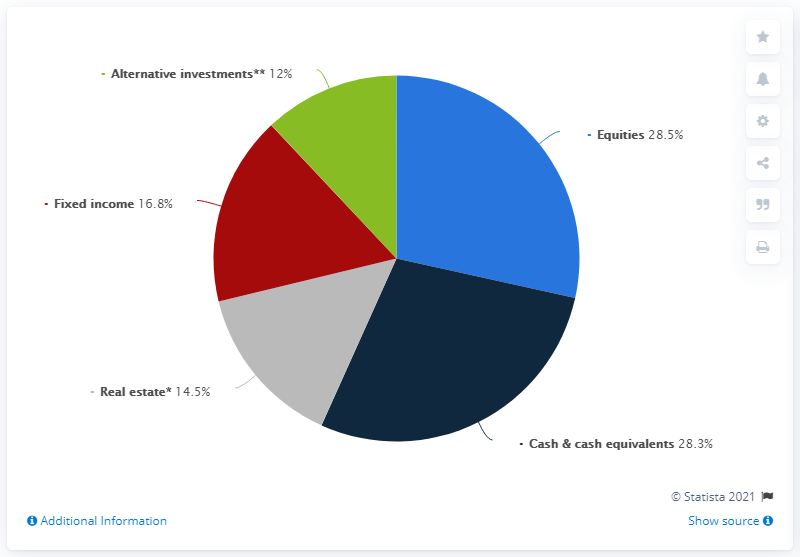 Alternative investments** 12%
Equities 28.5%
Fixed income 16.8%
Real estate* 14.5%
Cash & cash equivalents 28.3%
© Statista 2021
Additional Information
Show source